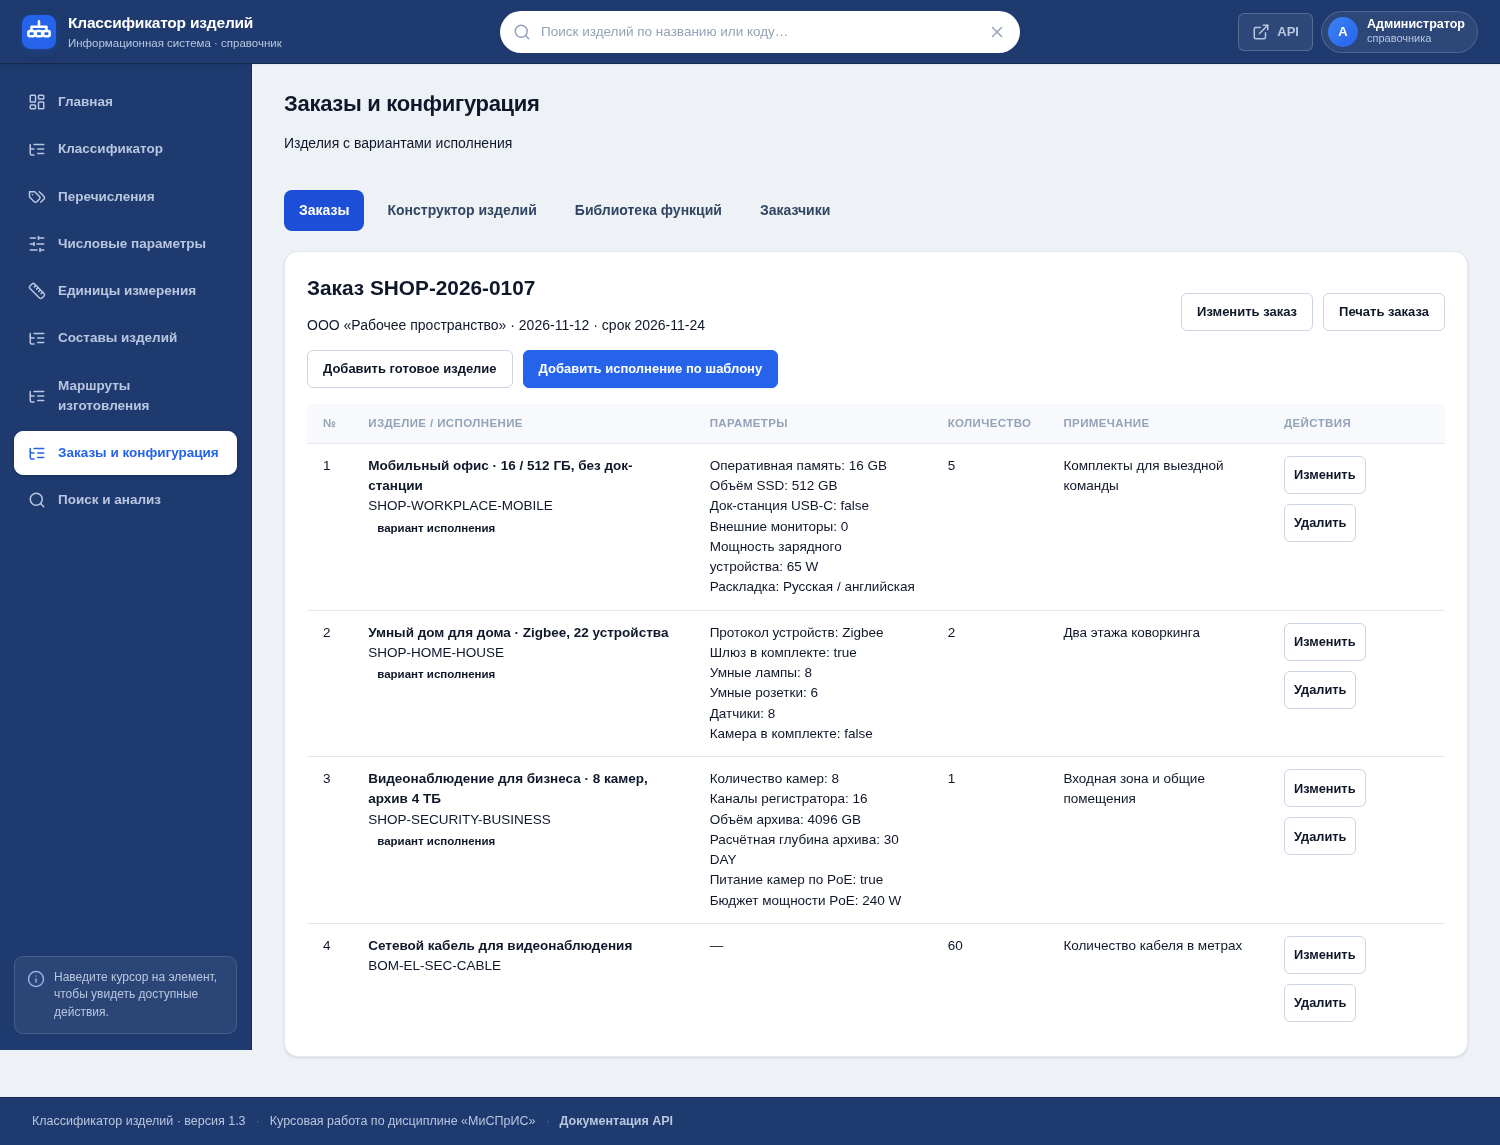 Классификатор изделий
Информационная система · справочник
Поиск изделий по названию или коду…
API
А
Администратор
справочника
Главная
Классификатор
Перечисления
Числовые параметры
Единицы измерения
Составы изделий
Маршруты
изготовления
Заказы и конфигурация
Поиск и анализ
Наведите курсор на элемент,
чтобы увидеть доступные
действия.
Заказы и конфигурация
Изделия с вариантами исполнения
Заказы
Конструктор изделий
Библиотека функций
Заказчики
Заказ SHOP-2026-0107
ООО «Рабочее пространство» · 2026-11-12 · срок 2026-11-24
Изменить заказ
Печать заказа
Добавить готовое изделие
Добавить исполнение по шаблону
№ ИЗДЕЛИЕ / ИСПОЛНЕНИЕ ПАРАМЕТРЫ КОЛИЧЕСТВО ПРИМЕЧАНИЕ ДЕЙСТВИЯ
1
Мобильный офис · 16 / 512 ГБ, без док-
станции
SHOP-WORKPLACE-MOBILE
вариант исполнения
Оперативная память: 16 GB
Объём SSD: 512 GB
Док-станция USB-C: false
Внешние мониторы: 0
Мощность зарядного
устройства: 65 W
Раскладка: Русская / английская
5
Комплекты для выездной
команды
Изменить
Удалить
2
Умный дом для дома · Zigbee, 22 устройства
SHOP-HOME-HOUSE
вариант исполнения
Протокол устройств: Zigbee
Шлюз в комплекте: true
Умные лампы: 8
Умные розетки: 6
Датчики: 8
Камера в комплекте: false
2
Два этажа коворкинга
Изменить
Удалить
3
Видеонаблюдение для бизнеса · 8 камер,
архив 4 ТБ
SHOP-SECURITY-BUSINESS
вариант исполнения
Количество камер: 8
Каналы регистратора: 16
Объём архива: 4096 GB
Расчётная глубина архива: 30
DAY
Питание камер по PoE: true
Бюджет мощности PoE: 240 W
1
Входная зона и общие
помещения
Изменить
Удалить
4
Сетевой кабель для видеонаблюдения
BOM-EL-SEC-CABLE
—
60
Количество кабеля в метрах
Изменить
Удалить
Классификатор изделий · версия 1.3 · Курсовая работа по дисциплине «МиСПрИС» · Документация API